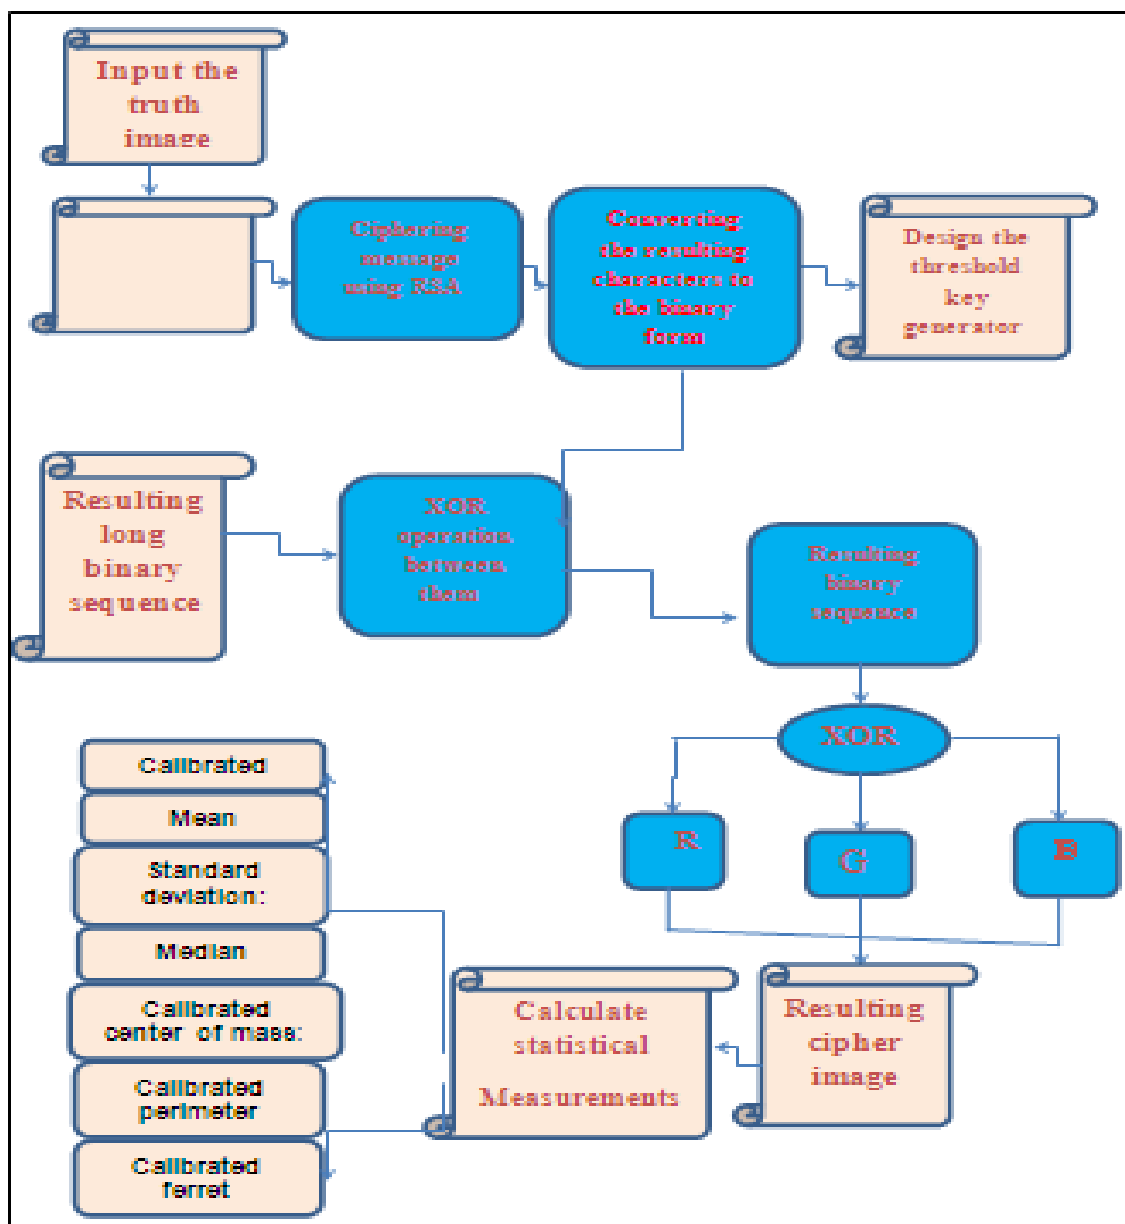 Input the
truth
image
Ciphering
message
using RSA
Converting
the resulting
characters to
the binary
form
Design the
threshold
key
generator
Resulting
long
binary
sequence
XOR
operation
between
them
Resulting
binary
sequence
XOR
R
G
B
Calibrated
Mean
Standard
deviation:
Median
Calibrated
center of mass:
Calibrated
perimeter
Calibrated
ferret
Calculate
statistical
Measurements
Resulting
cipher
image